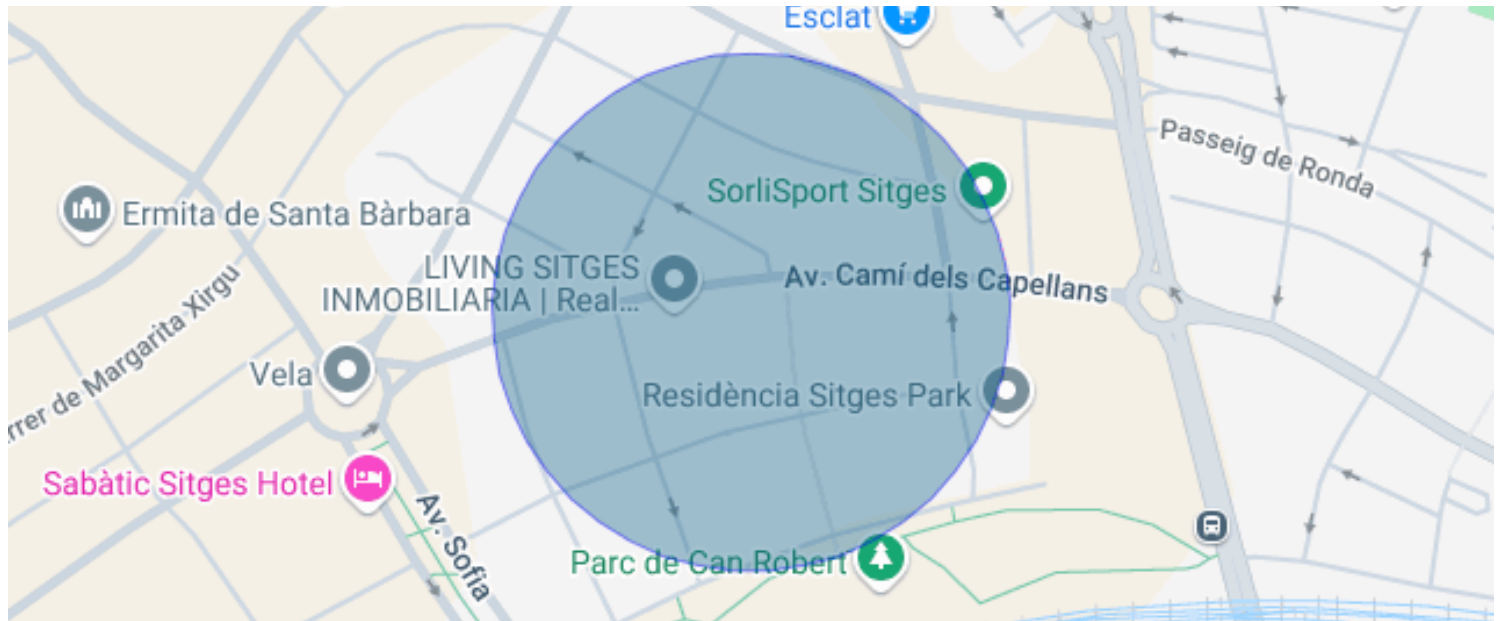 Esclat
Passeig de Ronda
SorliSport Sitges
Ermita de Santa Bàrbara
LIVING SITGES
INMOBILIARIA | Real...
Av. Camí dels Capellans
rrer de Margarita Xirgu
Vela
Residència Sitges Park
Sabàtic Sitges Hotel
Av. Sofia
Parc de Can Robert